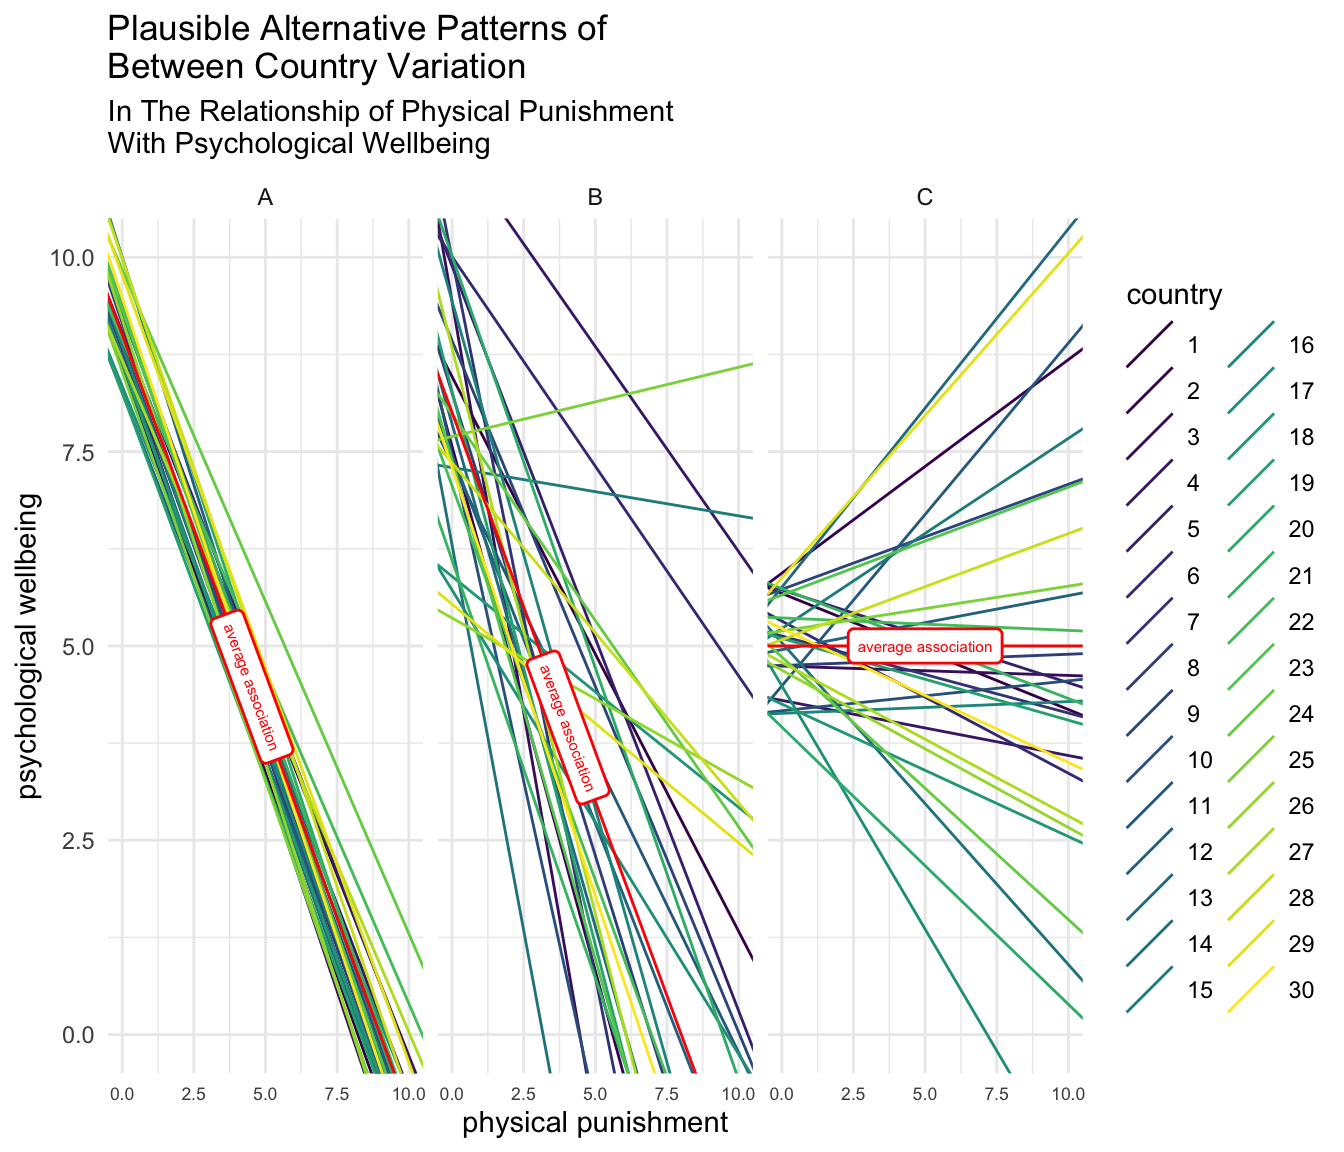 Plausible Alternative Patterns of
Between Country Variation
In The Relationship of Physical Punishment
With Psychological Wellbeing
A B C
psychological wellbeing
10.0
7.5
5.0
2.5
0.0
average association
average association
average association
0.0 2.5 5.0 7.5 10.0 0.0 2.5 5.0 7.5 10.0 0.0 2.5 5.0 7.5 10.0
physical punishment
country
1 16
2 17
3 18
4 19
5 20
6 21
7 22
8 23
9 24
10 25
11 26
12 27
13 28
14 29
15 30